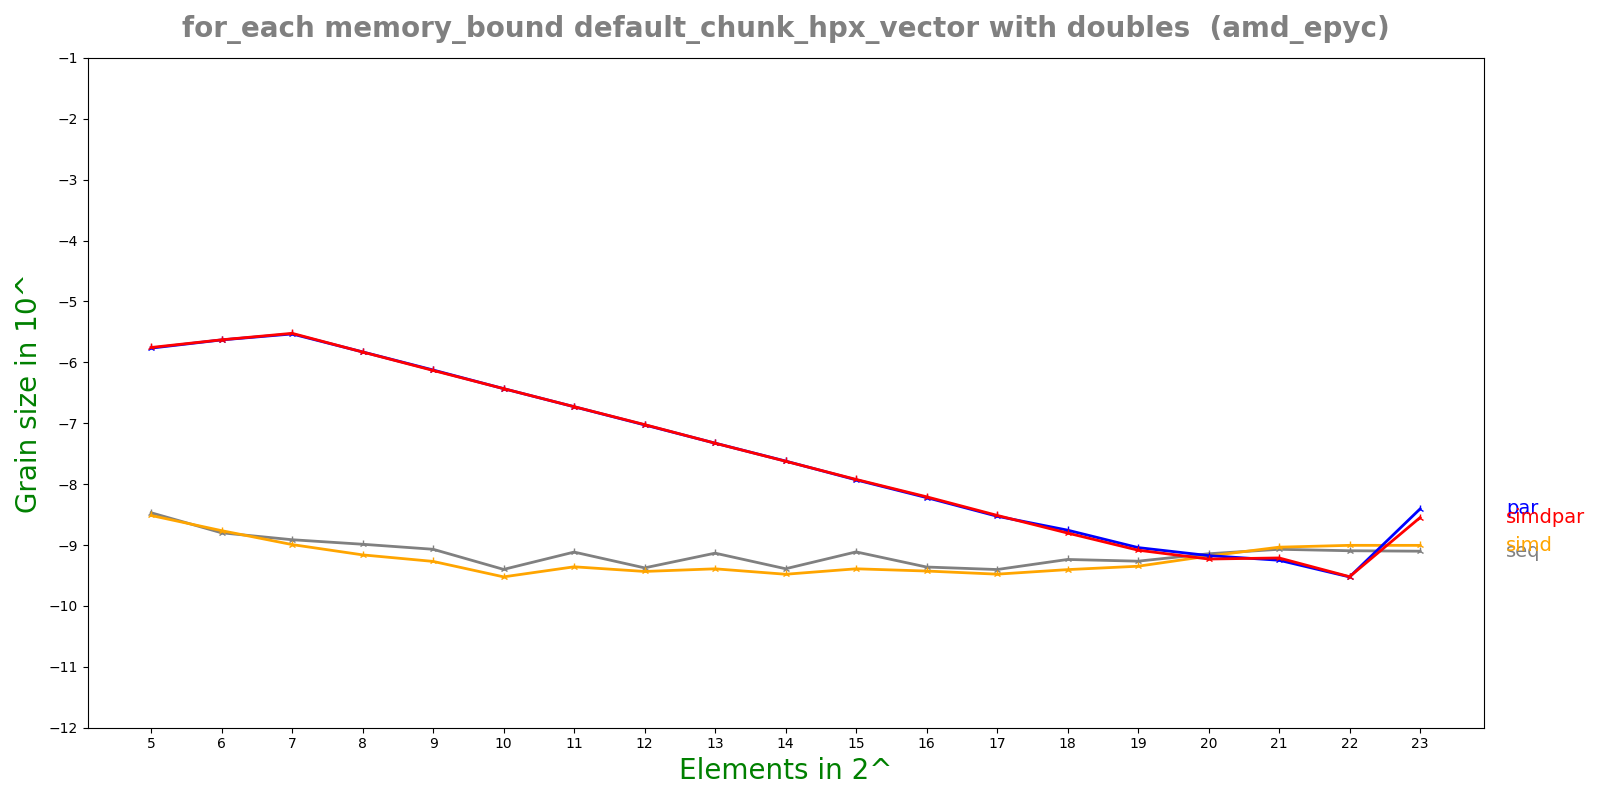 for_each memory_bound default_chunk_hpx_vector with doubles  (amd_epyc)
−1
−2
−3
−4
−5
−6
−7
−8
−9
−10
−11
−12
Grain size in 10^
par
simdpar
simd
seq
5 6 7 8 9 10 11 12 13 14 15 16 17 18 19 20 21 22 23
Elements in 2^